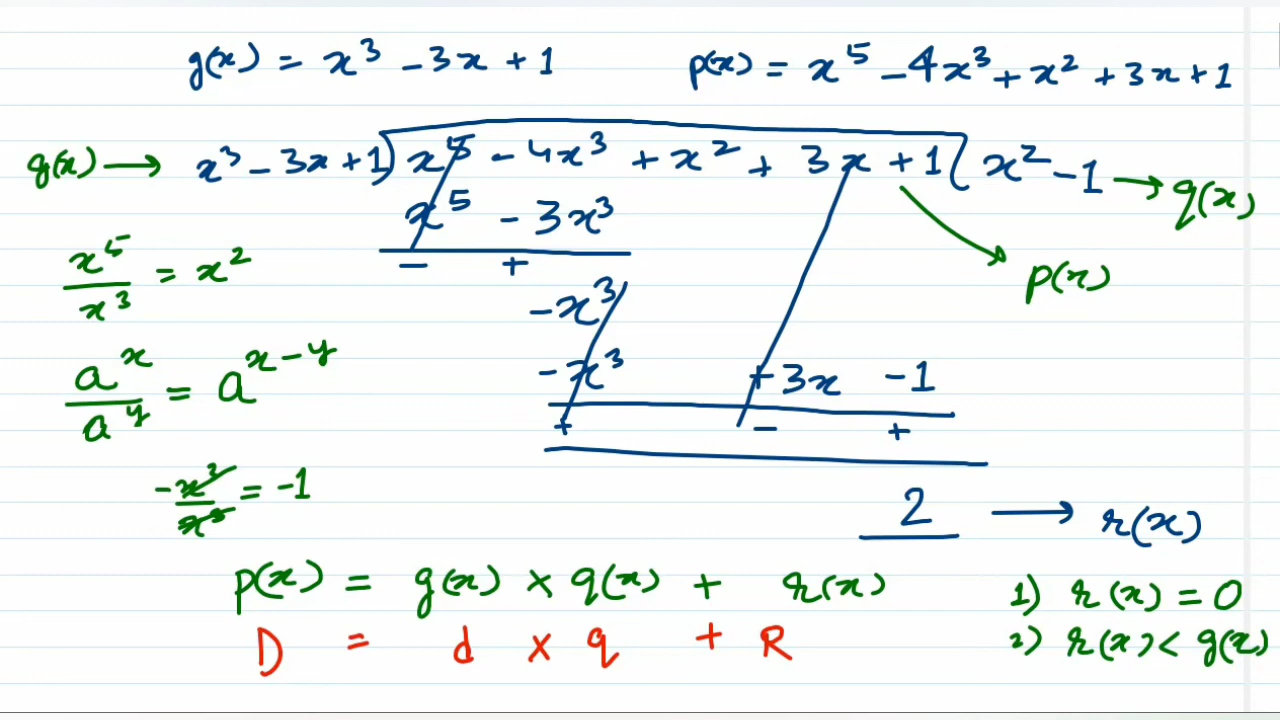 g(x) = x³ - 3x + 1 p(x) = x⁵ - 4x³ + x² + 3x + 1
g(x) → x³ - 3x + 1) x⁵ - 4x³ + x² + 3x + 1 ( x² - 1 → q(x)
x⁵ - 3x³
- +
p(x)
x⁵/x³ = x²
-x³
-x³ + 3x - 1
+ - +
aˣ/aʸ = aˣ⁻ʸ
-x³/x³ = -1
2 → r(x)
p(x) = g(x) × q(x) + r(x)
D = d × q + R
1) r(x) = 0
2) r(x) < g(x)